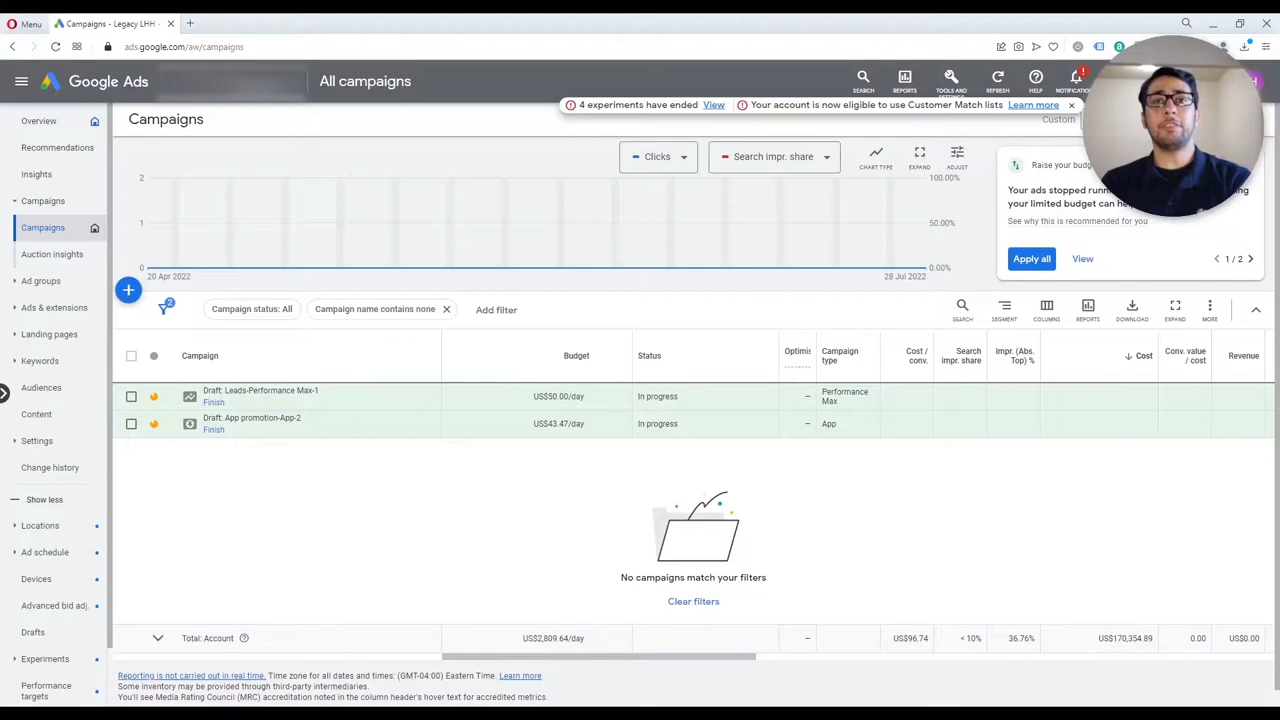 Menu
Campaigns - Legacy LHH -
ads.google.com/aw/campaigns
Google Ads
All campaigns
SEARCH
REPORTS
TOOLS AND
SETTINGS
REFRESH
HELP
4 experiments have ended View
Your account is now eligible to use Customer Match lists Learn more
Overview
Recommendations
Insights
Campaigns
Campaigns
Auction insights
Ad groups
Ads & extensions
Landing pages
Keywords
Audiences
Content
Settings
Change history
Show less
Locations
Ad schedule
Devices
Advanced bid adj.
Drafts
Experiments
Performance
targets
Campaigns
Custom
Clicks
Search impr. share
CHART TYPE
EXPAND
ADJUST
2
1
0
100.00%
50.00%
0.00%
20 Apr 2022
28 Jul 2022
Raise your budg
Your ads stopped runn
your limited budget can he
See why this is recommended for you
Apply all
View
1 / 2
2
Campaign status: All
Campaign name contains none
Add filter
SEARCH
SEGMENT
COLUMNS
REPORTS
DOWNLOAD
EXPAND
MORE
Campaign
Budget
Status
Optimis
Campaign
type
Cost /
conv.
Search
impr. share
Impr. (Abs.
Top) %
Cost
Conv. value
/ cost
Revenue
Draft: Leads-Performance Max-1
Finish
US$50.00/day
In progress
–
Performance
Max
Draft: App promotion-App-2
Finish
US$43.47/day
In progress
–
App
No campaigns match your filters
Clear filters
Total: Account
US$2,809.64/day
–
US$96.74
< 10%
36.76%
US$170,354.89
0.00
US$0.00
Reporting is not carried out in real time. Time zone for all dates and times: (GMT-04:00) Eastern Time. Learn more
Some inventory may be provided through third-party intermediaries.
You'll see Media Rating Council (MRC) accreditation noted in the column header's hover text for accredited metrics.